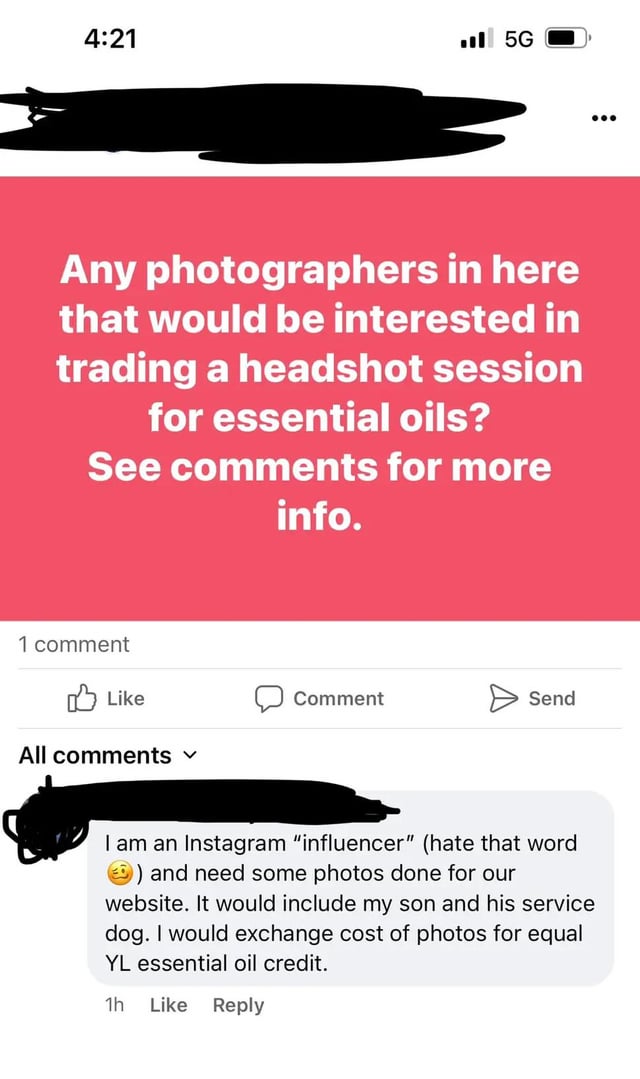 4:21
5G
Any photographers in here
that would be interested in
trading a headshot session
for essential oils?
See comments for more
info.
1 comment
Like
Comment
Send
All comments
I am an Instagram “influencer” (hate that word
🥴) and need some photos done for our
website. It would include my son and his service
dog. I would exchange cost of photos for equal
YL essential oil credit.
1h Like Reply